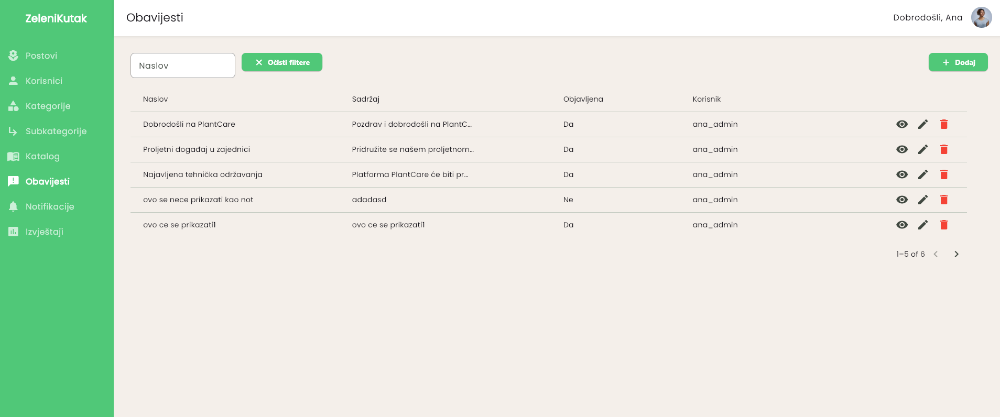 ZeleniKutak
Postovi
Korisnici
Kategorije
Subkategorije
Katalog
Obavijesti
Notifikacije
Izvještaji
Obavijesti
Dobrodošli, Ana
Naslov
Očisti filtere
Dodaj
Naslov Sadržaj Objavljena Korisnik
Dobrodošli na PlantCare Pozdrav i dobrodošli na PlantC... Da ana_admin
Proljetni događaj u zajednici Pridružite se našem proljetnom... Da ana_admin
Najavljena tehnička održavanja Platforma PlantCare će biti pr... Da ana_admin
ovo se nece prikazati kao not adadasd Ne ana_admin
ovo ce se prikazati1 ovo ce se prikazati1 Da ana_admin
1–5 of 6